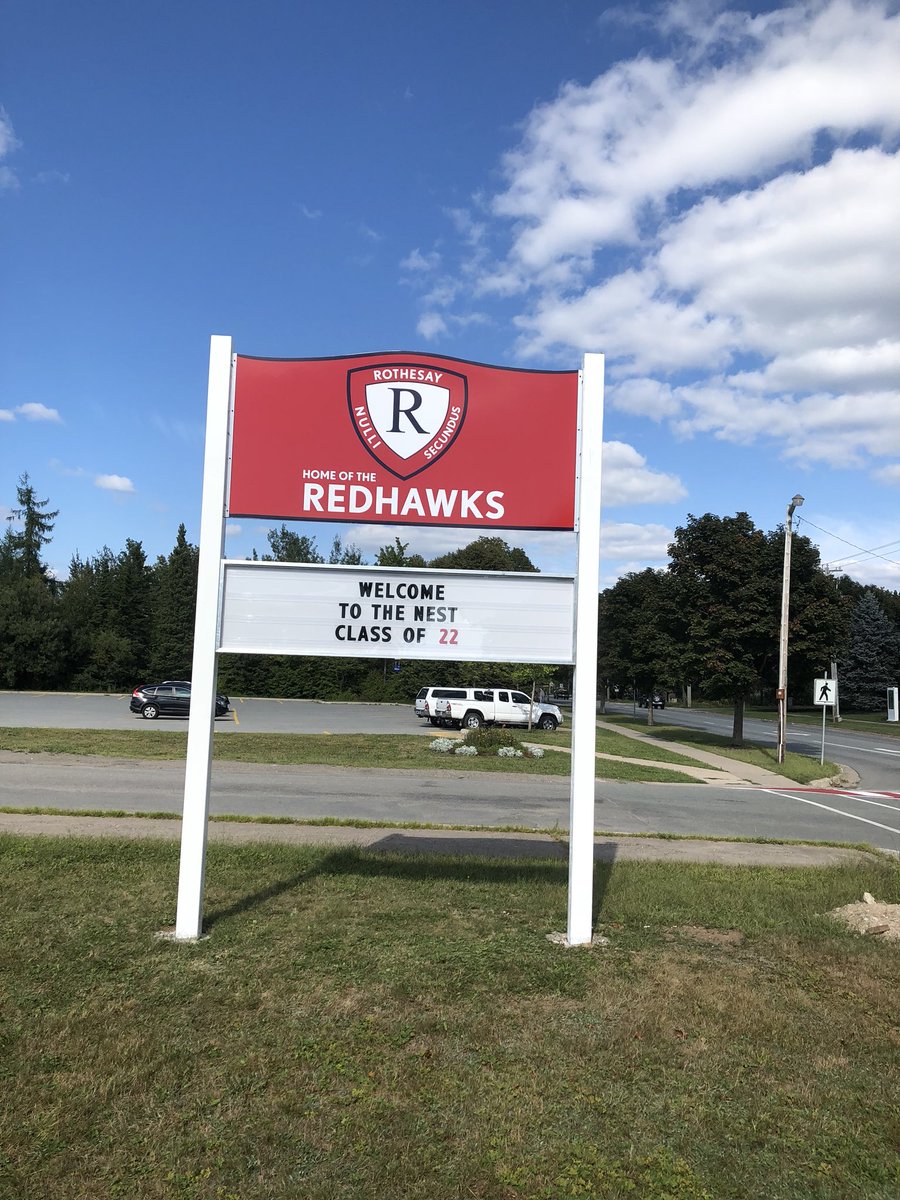 ROTHESAY
R
NULLI
SECUNDUS
HOME OF THE
REDHAWKS
WELCOME
TO THE NEST
CLASS OF 22